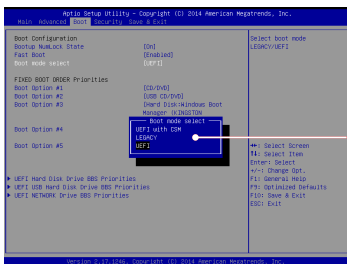 Aptio Setup Utility - Copyright (C) 2014 American Megatrends, Inc.
Main Advanced Boot Security Save & Exit
Boot Configuration
Bootup NumLock State [On]
Fast Boot [Enabled]
Boot mode select [UEFI]
FIXED BOOT ORDER Priorities
Boot Option #1 [CD/DVD]
Boot Option #2 [USB CD/DVD]
Boot Option #3 [Hard Disk:Windows Boot
Manager (KINGSTON
Boot Option #4
Boot Option #5
Boot mode select
UEFI with CSM
LEGACY
UEFI
UEFI Hard Disk Drive BBS Priorities
UEFI USB Hard Disk Drive BBS Priorities
UEFI NETWORK Drive BBS Priorities
Select boot mode
LEGACY/UEFI
→←: Select Screen
↑↓: Select Item
Enter: Select
+/-: Change Opt.
F1: General Help
F9: Optimized Defaults
F10: Save & Exit
ESC: Exit
Version 2.17.1246. Copyright (C) 2014 American Megatrends, Inc.